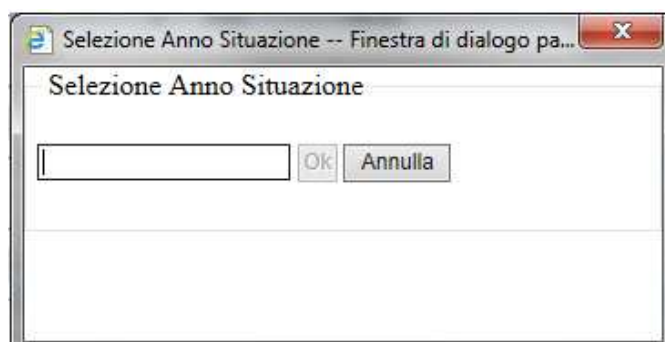 Selezione Anno Situazione -- Finestra di dialogo pa...
Selezione Anno Situazione
Ok Annulla